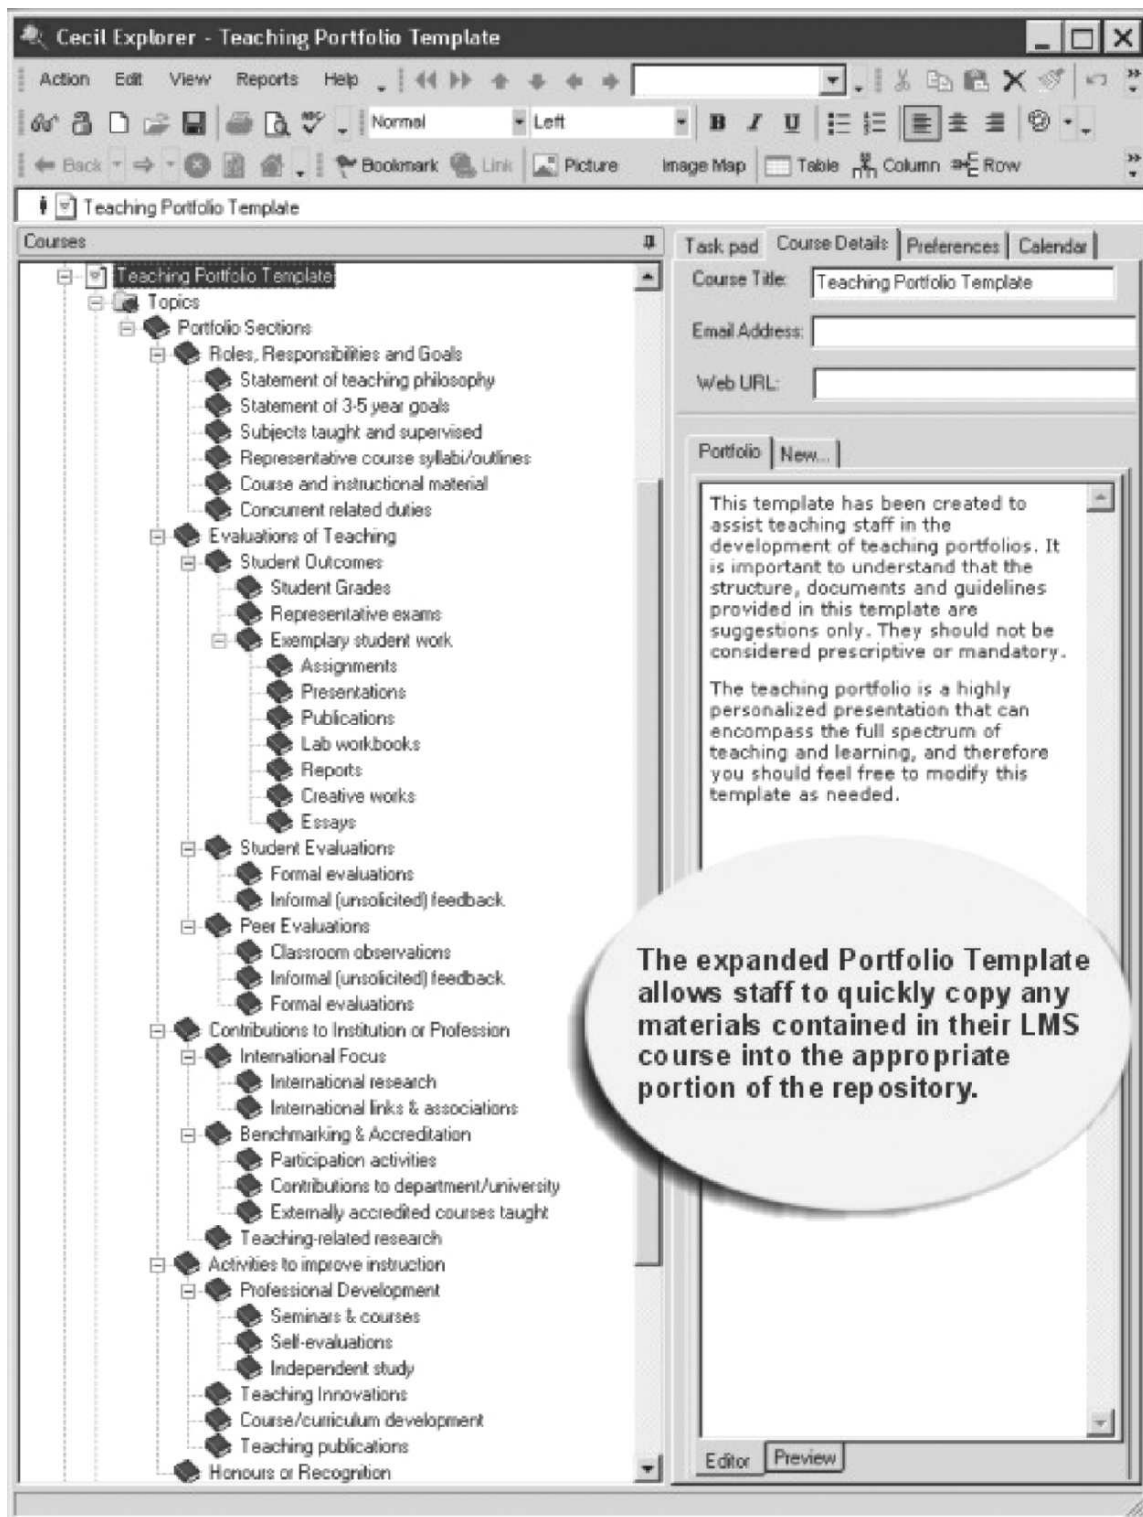 Cecil Explorer - Teaching Portfolio Template
Action Edit View Reports Help
Normal Left B I U
Back Bookmark Link Picture Image Map Table Column Row
Teaching Portfolio Template
Courses
Teaching Portfolio Template
Topics
Portfolio Sections
Roles, Responsibilities and Goals
Statement of teaching philosophy
Statement of 3-5 year goals
Subjects taught and supervised
Representative course syllabi/outlines
Course and instructional material
Concurrent related duties
Evaluations of Teaching
Student Outcomes
Student Grades
Representative exams
Exemplary student work
Assignments
Presentations
Publications
Lab workbooks
Reports
Creative works
Essays
Student Evaluations
Formal evaluations
Informal (unsolicited) feedback
Peer Evaluations
Classroom observations
Informal (unsolicited) feedback
Formal evaluations
Contributions to Institution or Profession
International Focus
International research
International links & associations
Benchmarking & Accreditation
Participation activities
Contributions to department/university
Externally accredited courses taught
Teaching-related research
Activities to improve instruction
Professional Development
Seminars & courses
Self-evaluations
Independent study
Teaching Innovations
Course/curriculum development
Teaching publications
Honours or Recognition
Task pad Course Details Preferences Calendar
Course Title: Teaching Portfolio Template
Email Address:
Web URL:
Portfolio New...
This template has been created to
assist teaching staff in the
development of teaching portfolios. It
is important to understand that the
structure, documents and guidelines
provided in this template are
suggestions only. They should not be
considered prescriptive or mandatory.
The teaching portfolio is a highly
personalized presentation that can
encompass the full spectrum of
teaching and learning, and therefore
you should feel free to modify this
template as needed.
The expanded Portfolio Template
allows staff to quickly copy any
materials contained in their LMS
course into the appropriate
portion of the repository.
Editor Preview